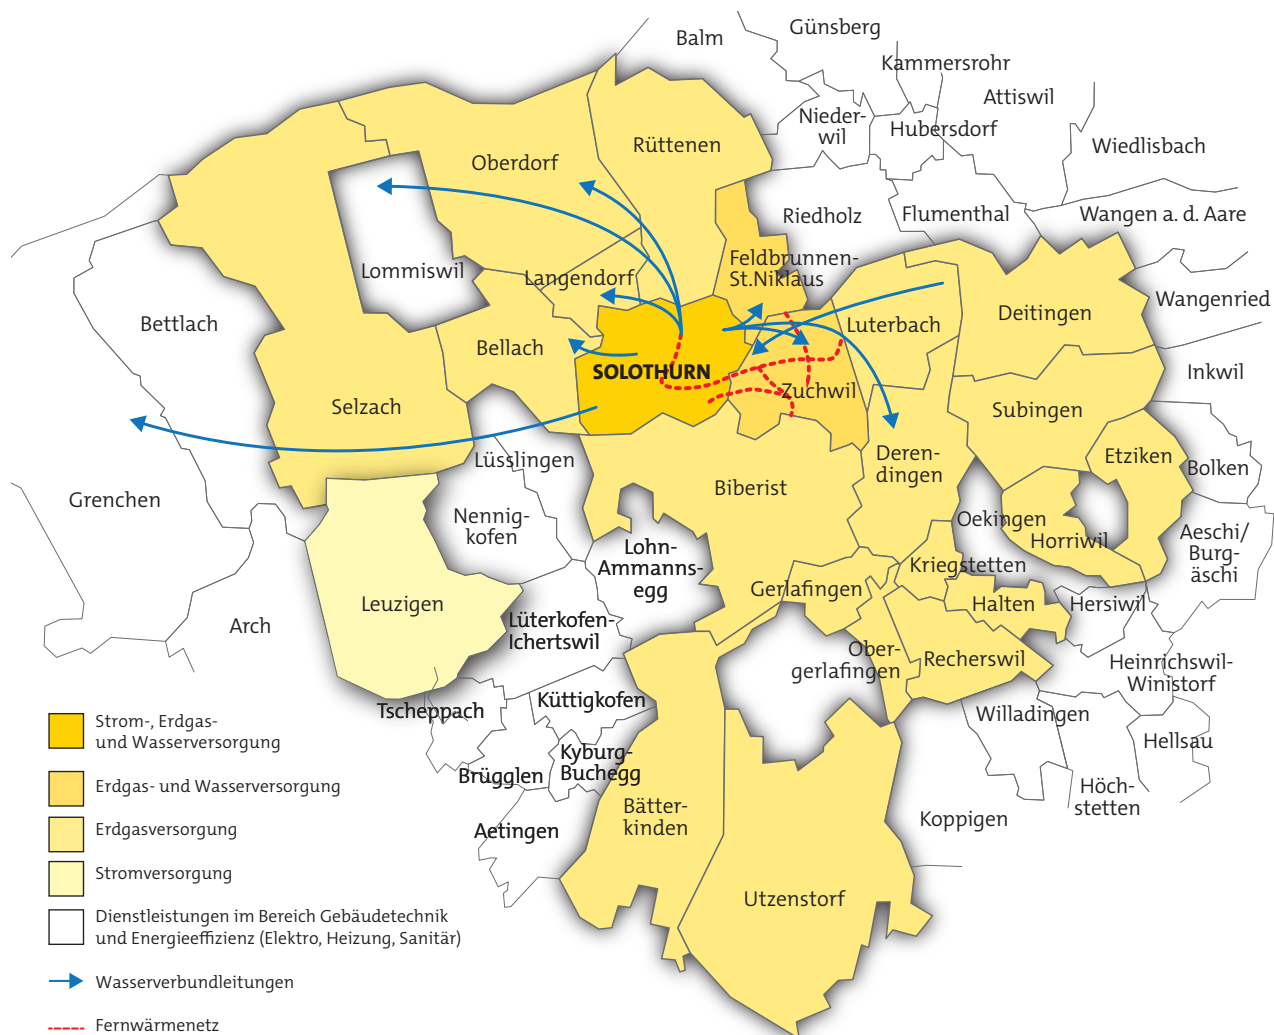 Balm
Günsberg
Kammersrohr
Attiswil
Nieder-
wil
Hubersdorf
Wiedlisbach
Rüttenen
Oberdorf
Riedholz
Flumenthal
Wangen a. d. Aare
Lommiswil
Langendorf
Feldbrunnen-
St.Niklaus
Wangenried
Bettlach
Bellach
Luterbach
Deitingen
SOLOTHURN
Zuchwil
Inkwil
Selzach
Subingen
Lüsslingen
Biberist
Deren-
dingen
Etziken
Bolken
Grenchen
Nennig-
kofen
Oekingen
Horriwil
Aeschi/
Burg-
äschi
Lohn-
Ammanns-
egg
Kriegstetten
Leuzigen
Gerlafingen
Halten
Hersiwil
Arch
Lüterkofen-
Ichertswil
Ober-
gerlafingen
Recherswil
Heinrichswil-
Winistorf
Tscheppach
Küttigkofen
Willadingen
Hellsau
Brügglen
Kyburg-
Buchegg
Höch-
stetten
Aetingen
Bätter-
kinden
Koppigen
Utzenstorf
Strom-, Erdgas-
und Wasserversorgung
Erdgas- und Wasserversorgung
Erdgasversorgung
Stromversorgung
Dienstleistungen im Bereich Gebäudetechnik
und Energieeffizienz (Elektro, Heizung, Sanitär)
Wasserverbundleitungen
Fernwärmenetz